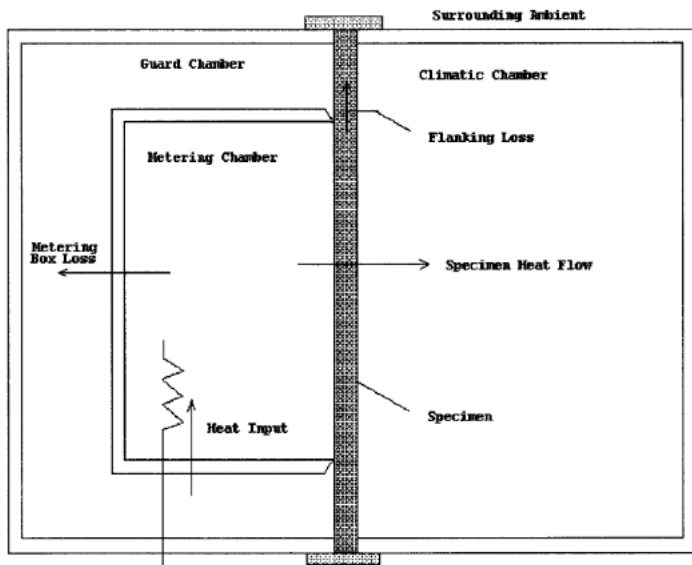 Surrounding Ambient
Guard Chamber
Climatic Chamber
Flanking Loss
Metering Chamber
Metering
Box Loss
Specimen Heat Flow
Specimen
Heat Input